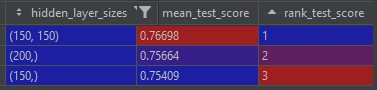 hidden_layer_sizes mean_test_score rank_test_score
(150, 150) 0.76698 1
(200,) 0.75664 2
(150,) 0.75409 3